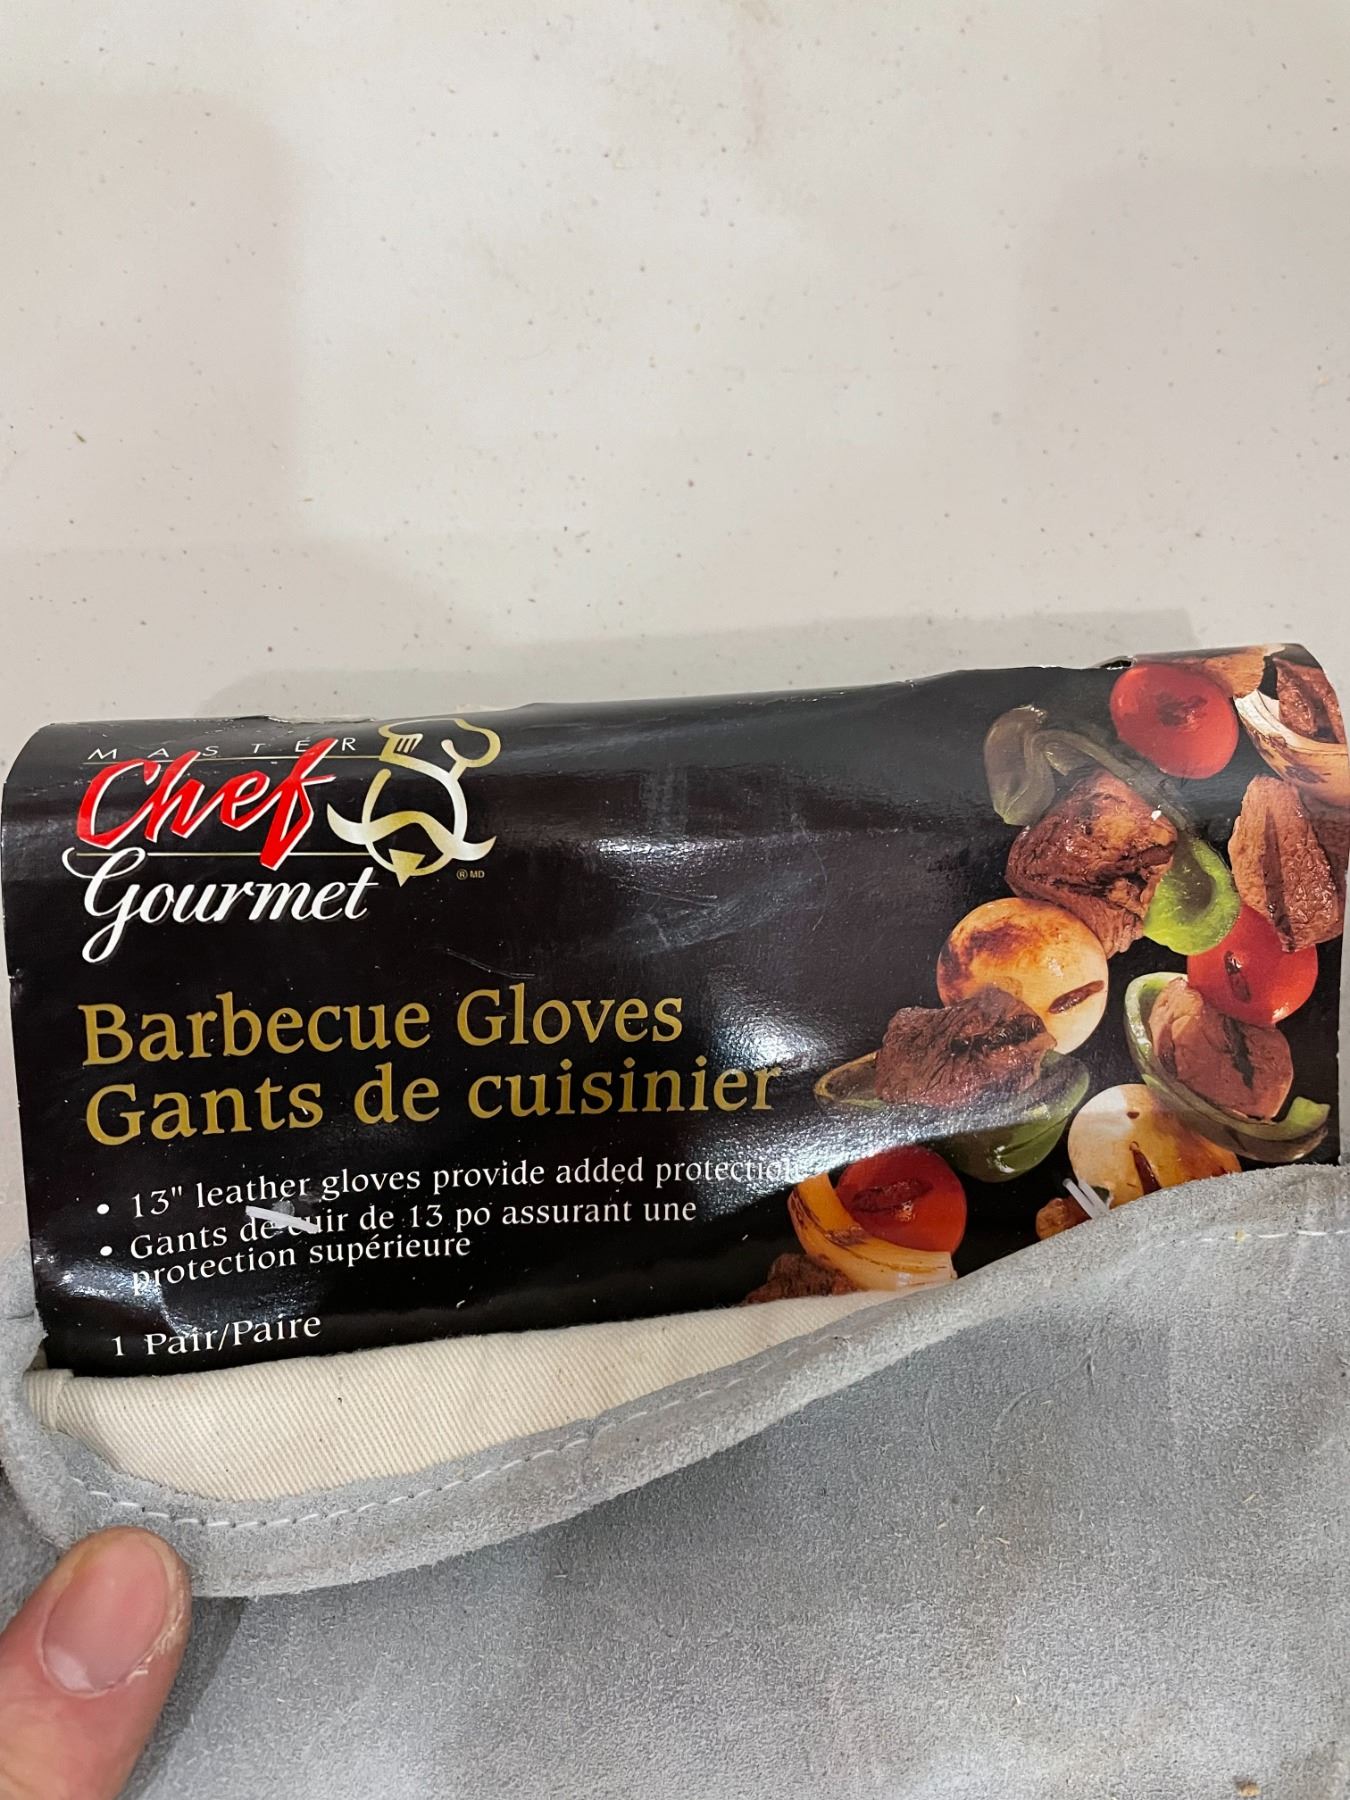 MASTER
Chef
Gourmet
® MD
Barbecue Gloves
Gants de cuisinier
• 13" leather gloves provide added protection
• Gants de cuir de 13 po assurant une
protection supérieure
1 Pair/Paire